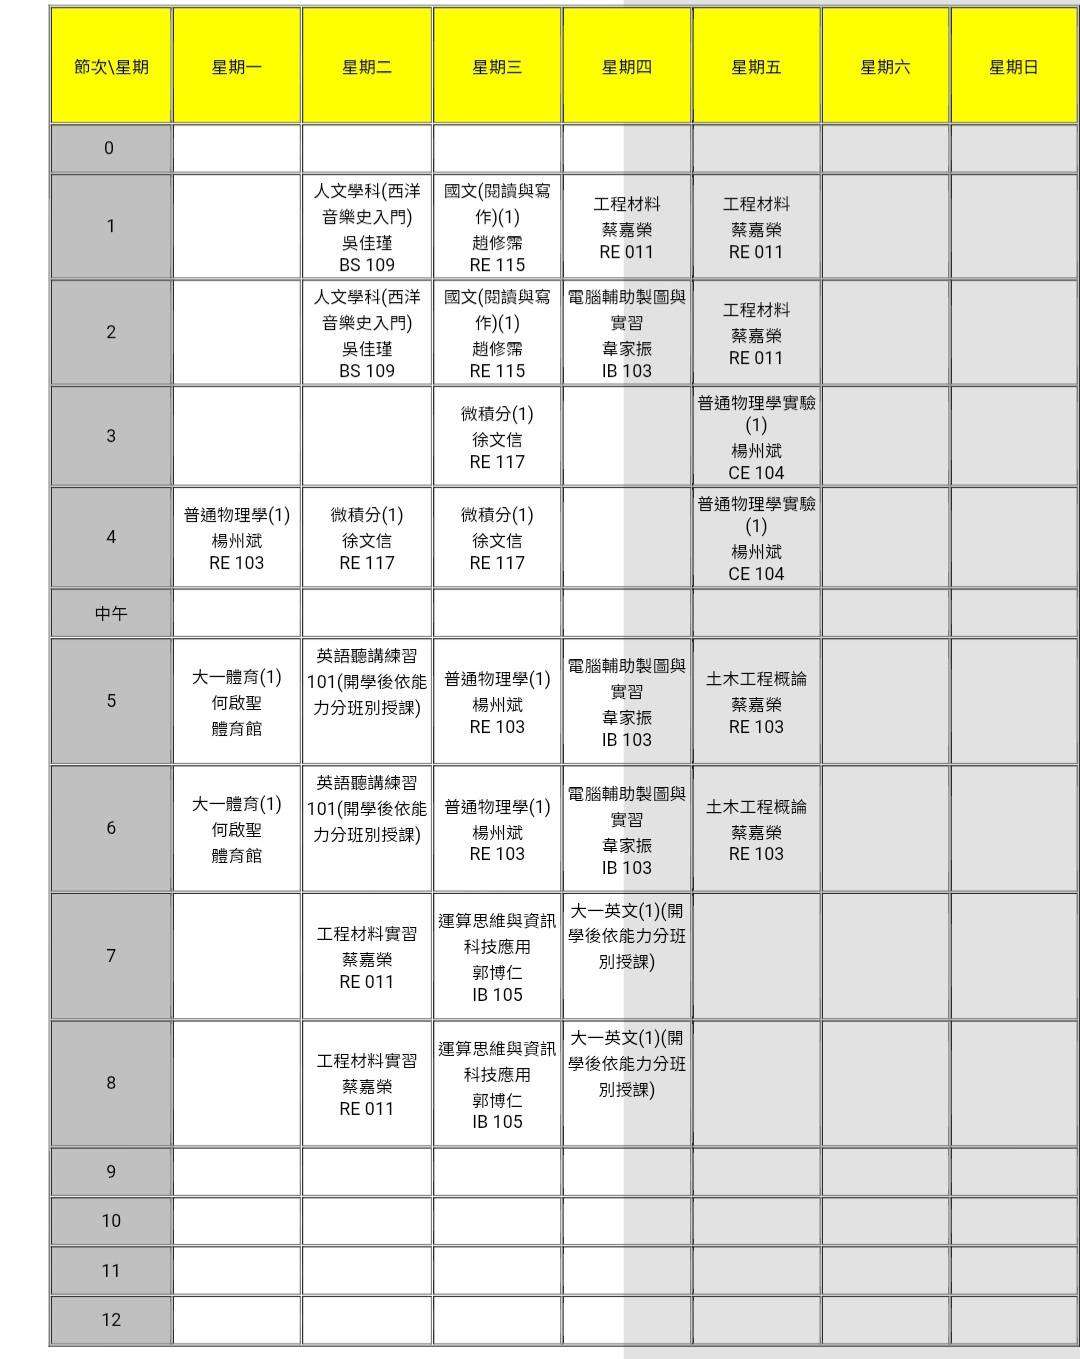 節次\星期 星期一 星期二 星期三 星期四 星期五 星期六 星期日
0
1
人文學科(西洋
音樂史入門)
吳佳瑾
BS 109
國文(閱讀與寫
作)(1)
趙修霈
RE 115
工程材料
蔡嘉榮
RE 011
工程材料
蔡嘉榮
RE 011
2
人文學科(西洋
音樂史入門)
吳佳瑾
BS 109
國文(閱讀與寫
作)(1)
趙修霈
RE 115
電腦輔助製圖與
實習
韋家振
IB 103
工程材料
蔡嘉榮
RE 011
3
微積分(1)
徐文信
RE 117
普通物理學實驗
(1)
楊州斌
CE 104
4
普通物理學(1)
楊州斌
RE 103
微積分(1)
徐文信
RE 117
微積分(1)
徐文信
RE 117
普通物理學實驗
(1)
楊州斌
CE 104
中午
5
大一體育(1)
何啟聖
體育館
英語聽講練習
101(開學後依能
力分班別授課)
普通物理學(1)
楊州斌
RE 103
電腦輔助製圖與
實習
韋家振
IB 103
土木工程概論
蔡嘉榮
RE 103
6
大一體育(1)
何啟聖
體育館
英語聽講練習
101(開學後依能
力分班別授課)
普通物理學(1)
楊州斌
RE 103
電腦輔助製圖與
實習
韋家振
IB 103
土木工程概論
蔡嘉榮
RE 103
7
工程材料實習
蔡嘉榮
RE 011
運算思維與資訊
科技應用
郭博仁
IB 105
大一英文(1)(開
學後依能力分班
別授課)
8
工程材料實習
蔡嘉榮
RE 011
運算思維與資訊
科技應用
郭博仁
IB 105
大一英文(1)(開
學後依能力分班
別授課)
9
10
11
12